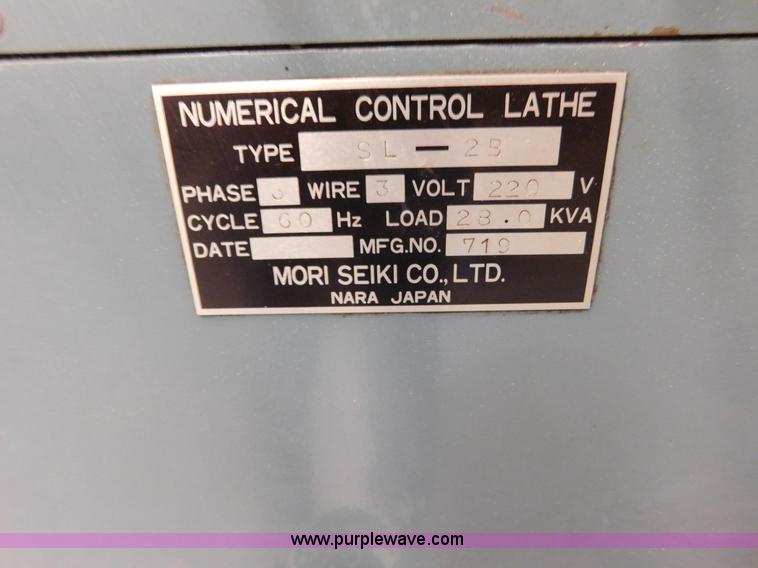 NUMERICAL CONTROL LATHE
TYPE SL-2B
PHASE 3 WIRE 3 VOLT 220 V
CYCLE 60 Hz LOAD 28.0 KVA
DATE MFG.NO. 719
MORI SEIKI CO., LTD.
NARA JAPAN
www.purplewave.com